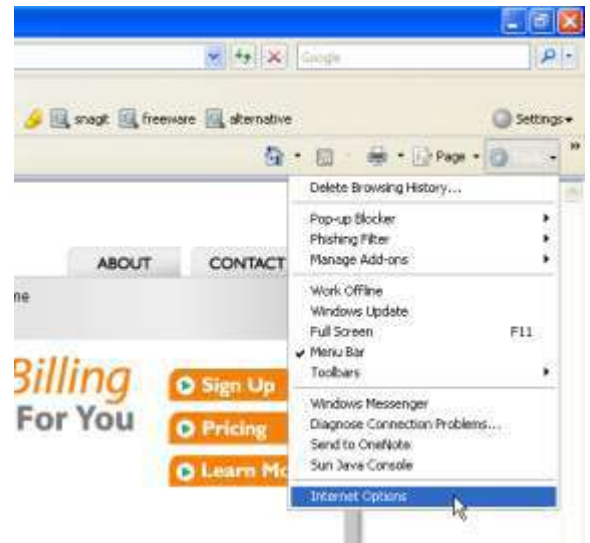 Google
snagit freeware alternative Settings
Page
Delete Browsing History...
Pop-up Blocker
Phishing Filter
Manage Add-ons
ABOUT CONTACT
Work Offline
Windows Update
Full Screen F11
Menu Bar
Toolbars
Billing
For You
Sign Up
Pricing
Learn Mo
Windows Messenger
Diagnose Connection Problems...
Send to OneNote
Sun Java Console
Internet Options